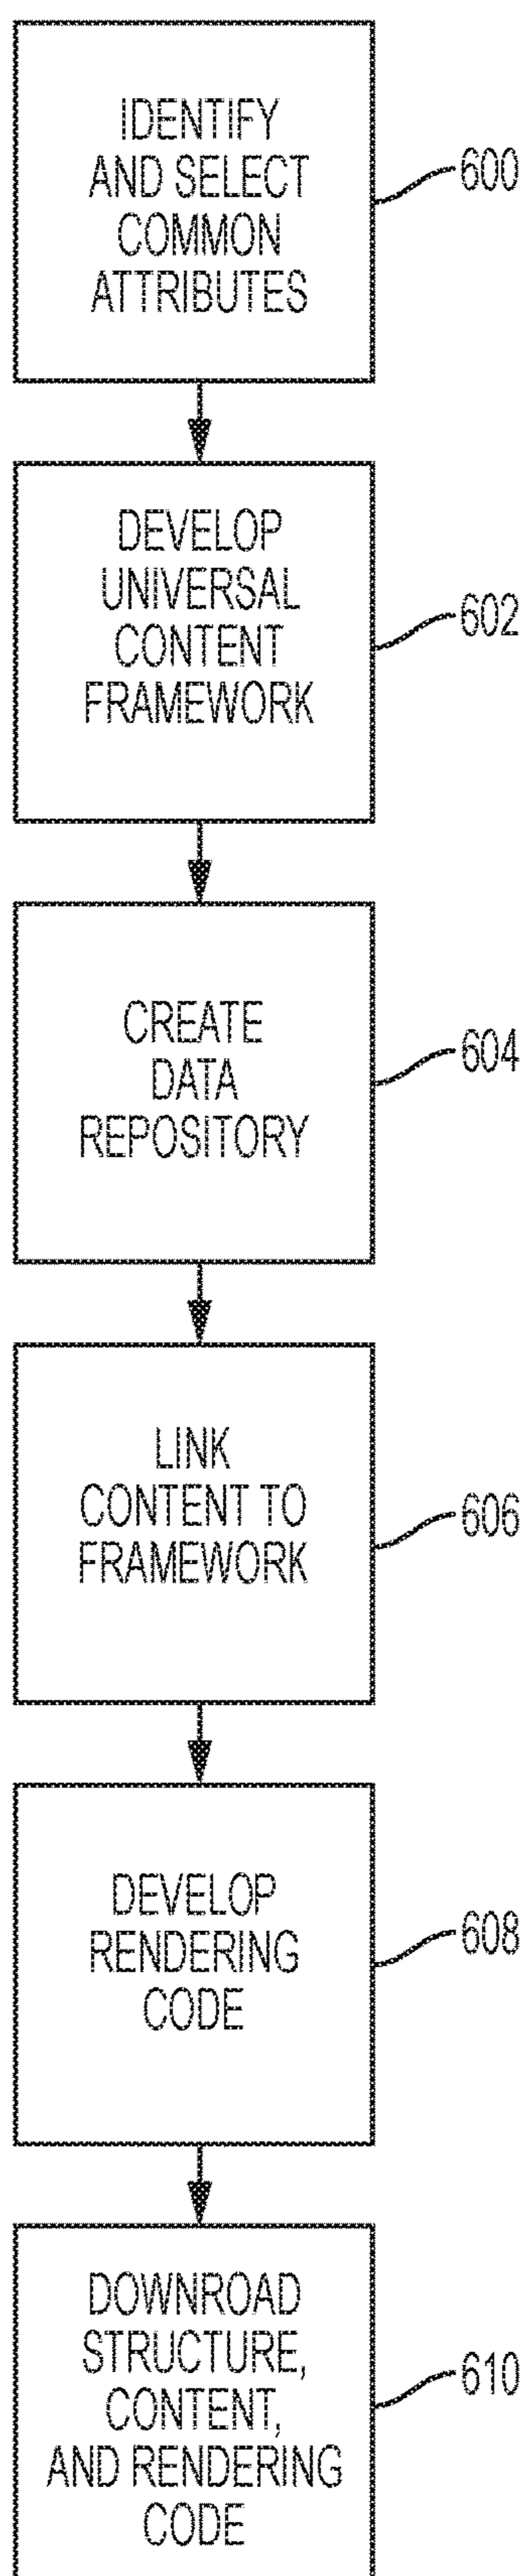 IDENTIFY
AND SELECT
COMMON
ATTRIBUTES
600
DEVELOP
UNIVERSAL
CONTENT
FRAMEWORK
602
CREATE
DATA
REPOSITORY
604
LINK
CONTENT TO
FRAMEWORK
606
DEVELOP
RENDERING
CODE
608
DOWNROAD
STRUCTURE,
CONTENT,
AND RENDERING
CODE
610